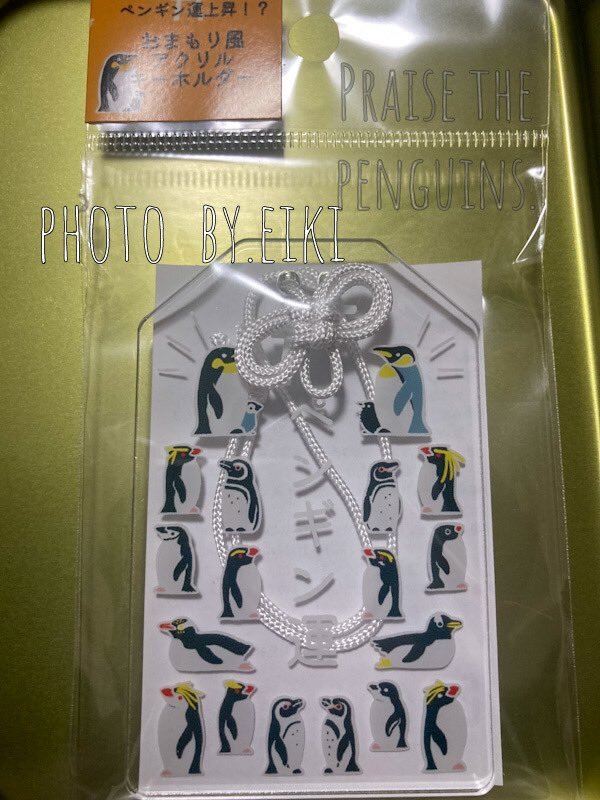 ペンギン運上昇!?
おまもり風
アクリル
キーホルダー
PRAISE THE
PENGUINS.
PHOTO BY.EIKI
ペンギン運